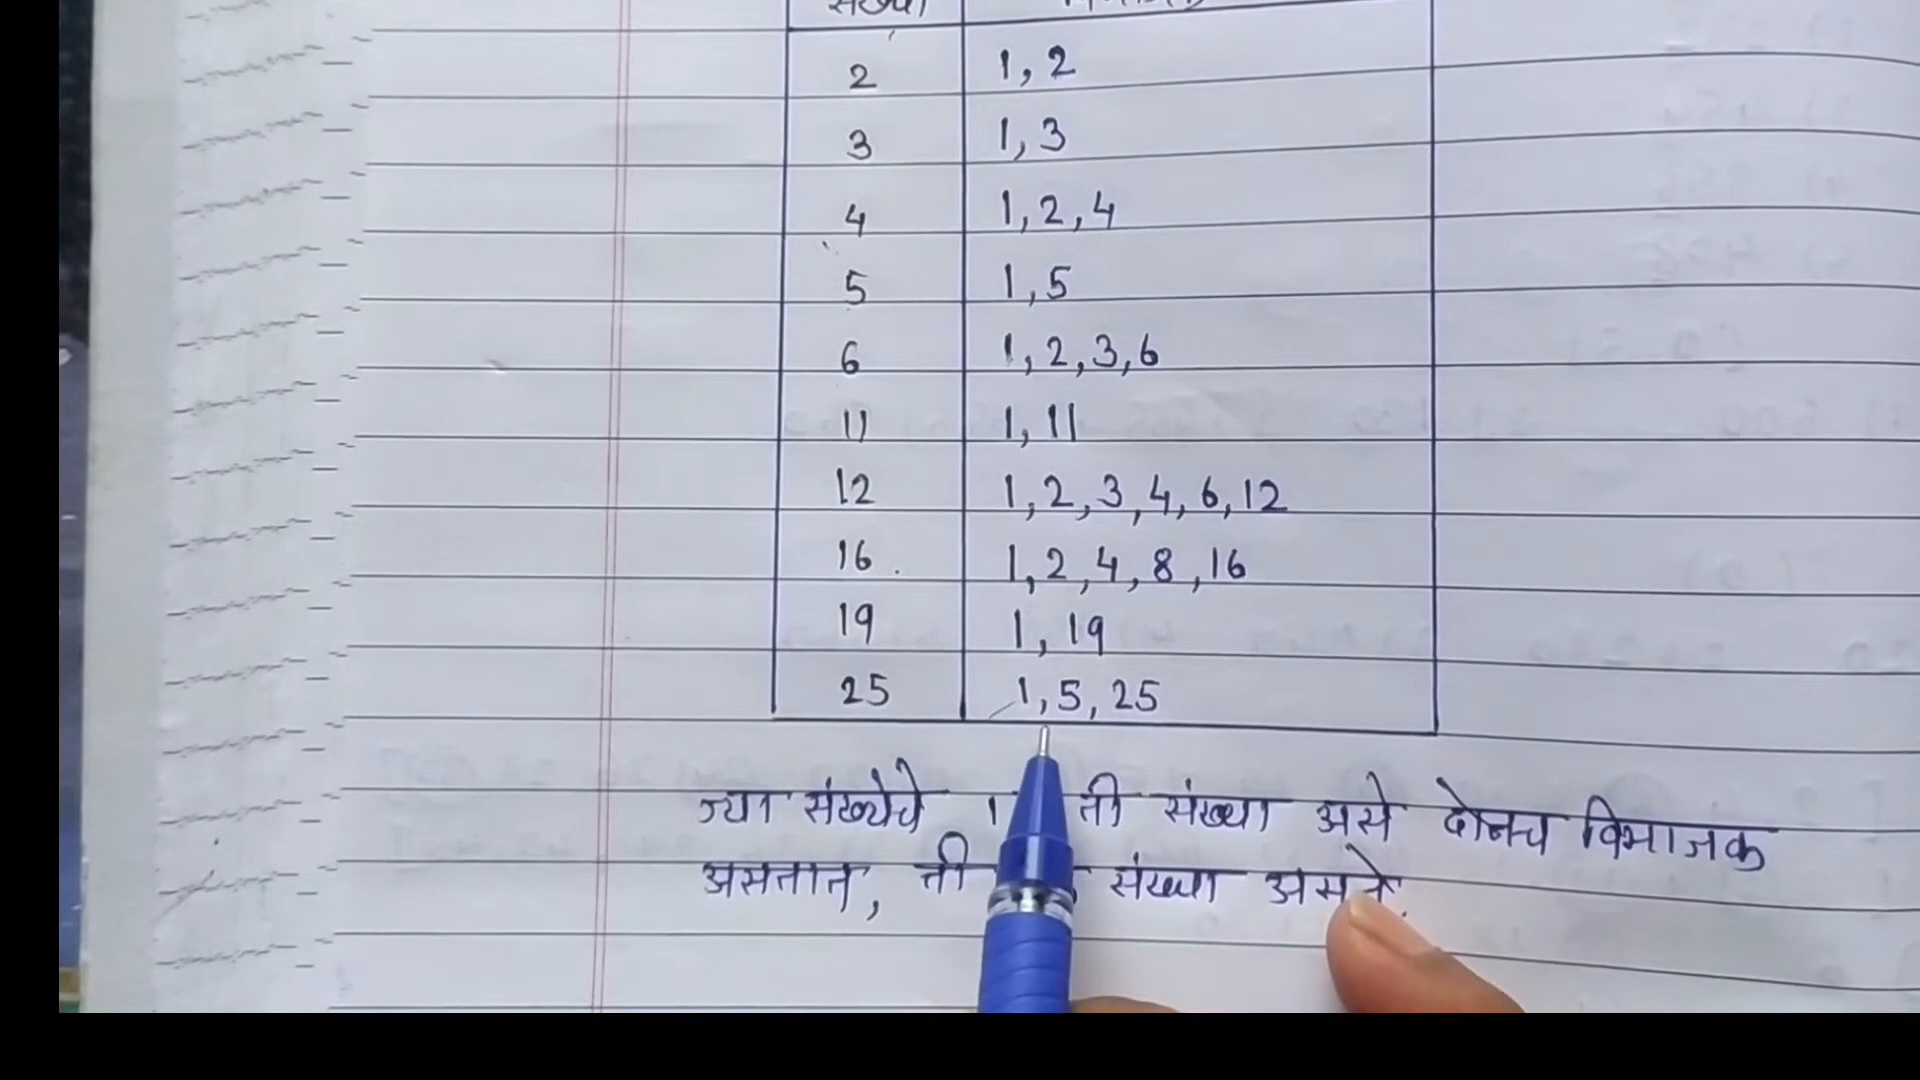 संख्या
2 1, 2
3 1, 3
4 1, 2, 4
5 1, 5
6 1, 2, 3, 6
11 1, 11
12 1, 2, 3, 4, 6, 12
16 1, 2, 4, 8, 16
19 1, 19
25 1, 5, 25
ज्या संख्येचे 1 ती संख्या असे दोनच विभाजक
असतात, ती संख्या असते.